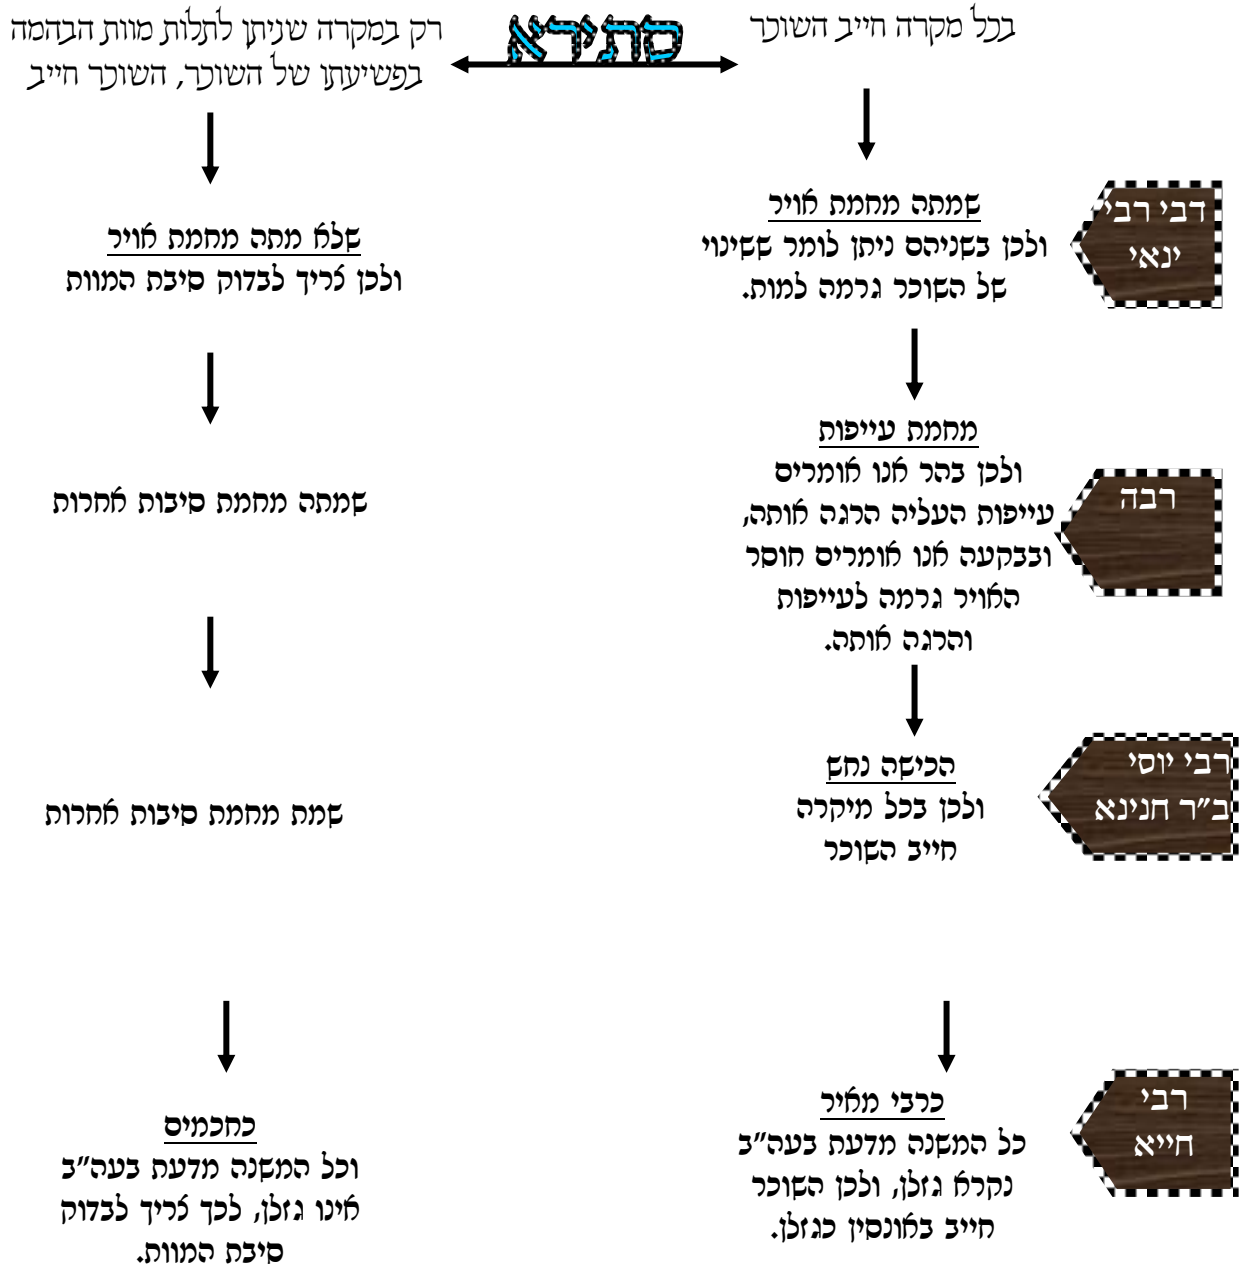 בכל מקרה חייב השוכר
סתירא
רק במקרה שניתן לתלות מוות הבהמה
בפשיעתו של השוכר, השוכר חייב
דבי רבי
ינאי
שמתה מחמת אויר
ולכן בשניהם ניתן לומר ששינוי
של השוכר גרמה למות.
שלא מתה מחמת אויר
ולכן צריך לבדוק סיבת המוות
רבה
מחמת עייפות
ולכן בהר אנו אומרים
עייפות העליה הרגה אותה,
ובבקעה אנו אומרים חוסר
האויר גרמה לעייפות
והרגה אותה.
שמתה מחמת סיבות אחרות
רבי יוסי
ב"ר חנינא
הכישה נחש
ולכן בכל מיקרה
חייב השוכר
שמת מחמת סיבות אחרות
רבי
חייא
כרבי מאיר
כל המשנה מדעת בעה"ב
נקרא גזלן, ולכן השוכר
חייב באונסין כגזלן.
כחכמים
וכל המשנה מדעת בעה"ב
אינו גזלן, לכך צריך לבדוק
סיבת המוות.